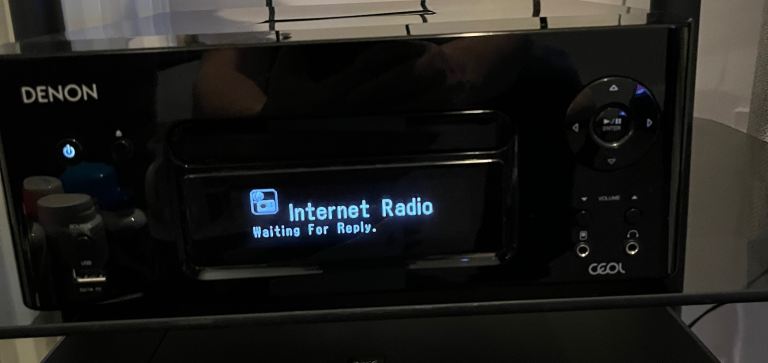 DENON
Internet Radio
Waiting For Reply.
ENTER
VOLUME
CEOL